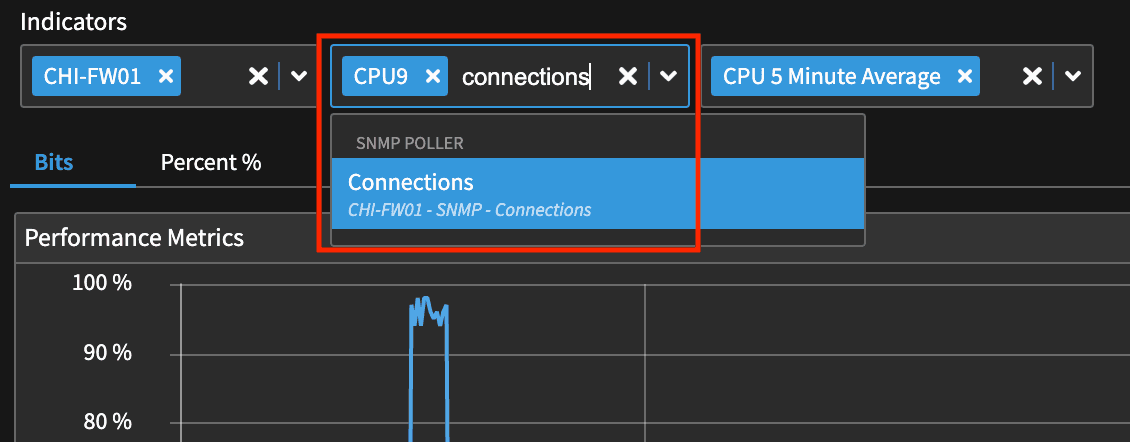 Indicators
CHI-FW01 CPU9 connections CPU 5 Minute Average
SNMP POLLER
Connections
CHI-FW01 - SNMP - Connections
Bits Percent %
Performance Metrics
100 %
90 %
80 %